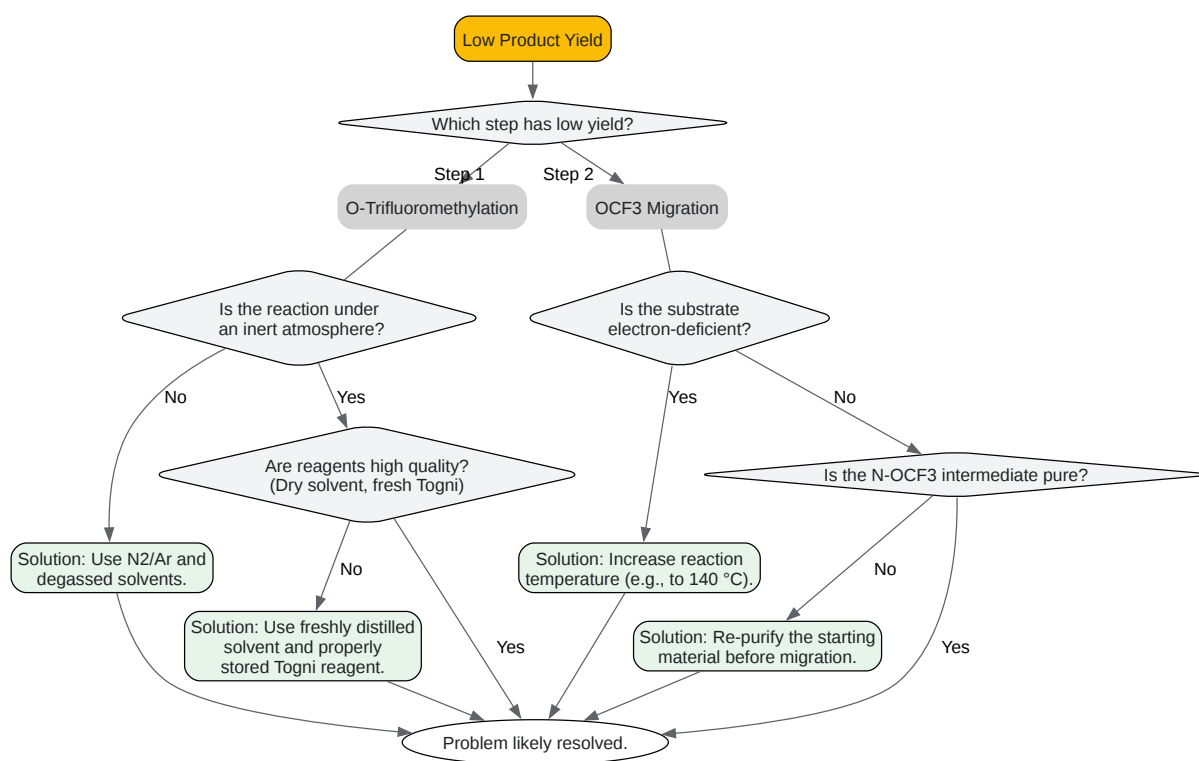 Low Product Yield
Which step has low yield?
Step 1
Step 2
O-Trifluoromethylation
OCF3 Migration
Is the reaction under
an inert atmosphere?
Is the substrate
electron-deficient?
No
Yes
Yes
No
Are reagents high quality?
(Dry solvent, fresh Togni)
Is the N-OCF3 intermediate pure?
Solution: Use N2/Ar and
degassed solvents.
No
Solution: Increase reaction
temperature (e.g., to 140 °C).
No
Solution: Use freshly distilled
solvent and properly
stored Togni reagent.
Yes
Solution: Re-purify the starting
material before migration.
Yes
Problem likely resolved.